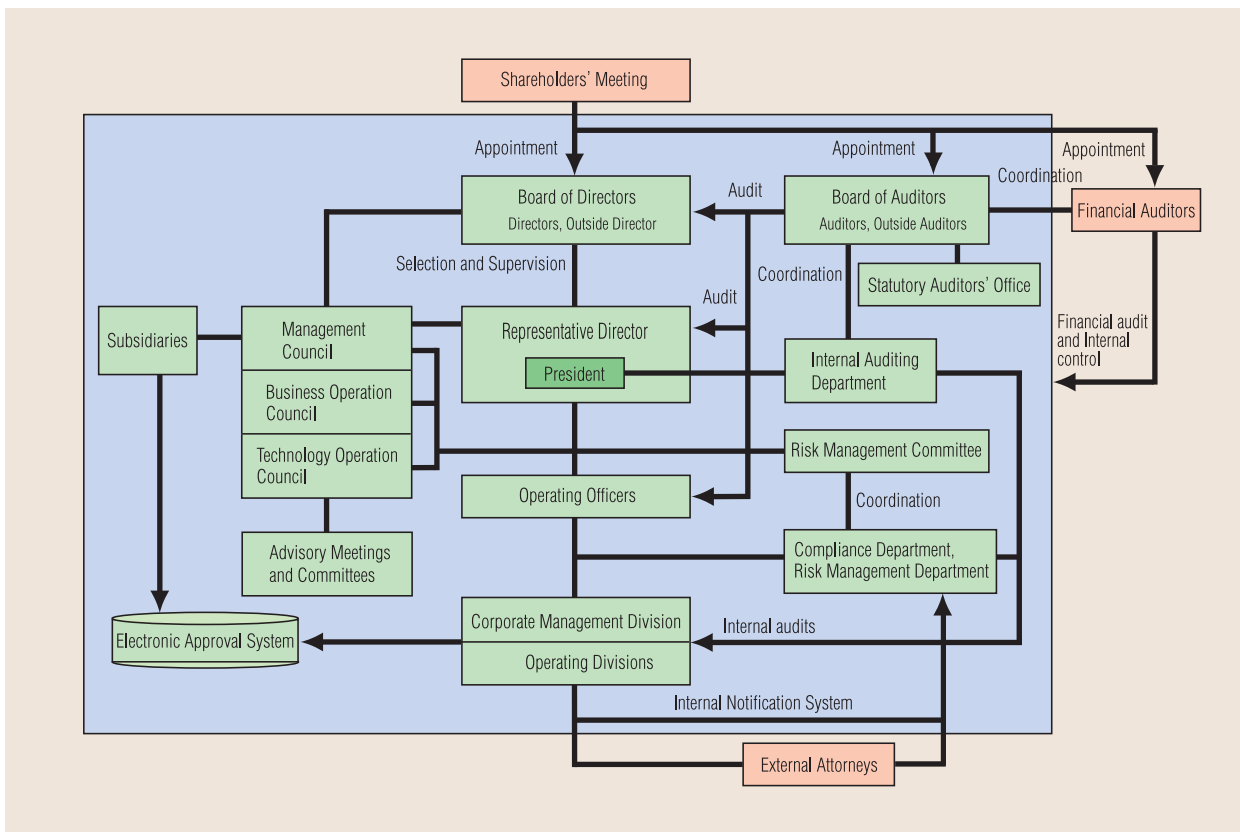 Shareholders' Meeting
Appointment
Appointment
Appointment
Coordination
Board of Directors
Directors, Outside Director
Audit
Board of Auditors
Auditors, Outside Auditors
Financial Auditors
Selection and Supervision
Coordination
Statutory Auditors' Office
Audit
Subsidiaries
Management
Council
Representative Director
President
Internal Auditing
Department
Financial audit
and Internal
control
Business Operation
Council
Technology Operation
Council
Risk Management Committee
Operating Officers
Coordination
Advisory Meetings
and Committees
Compliance Department,
Risk Management Department
Electronic Approval System
Corporate Management Division
Operating Divisions
Internal audits
Internal Notification System
External Attorneys